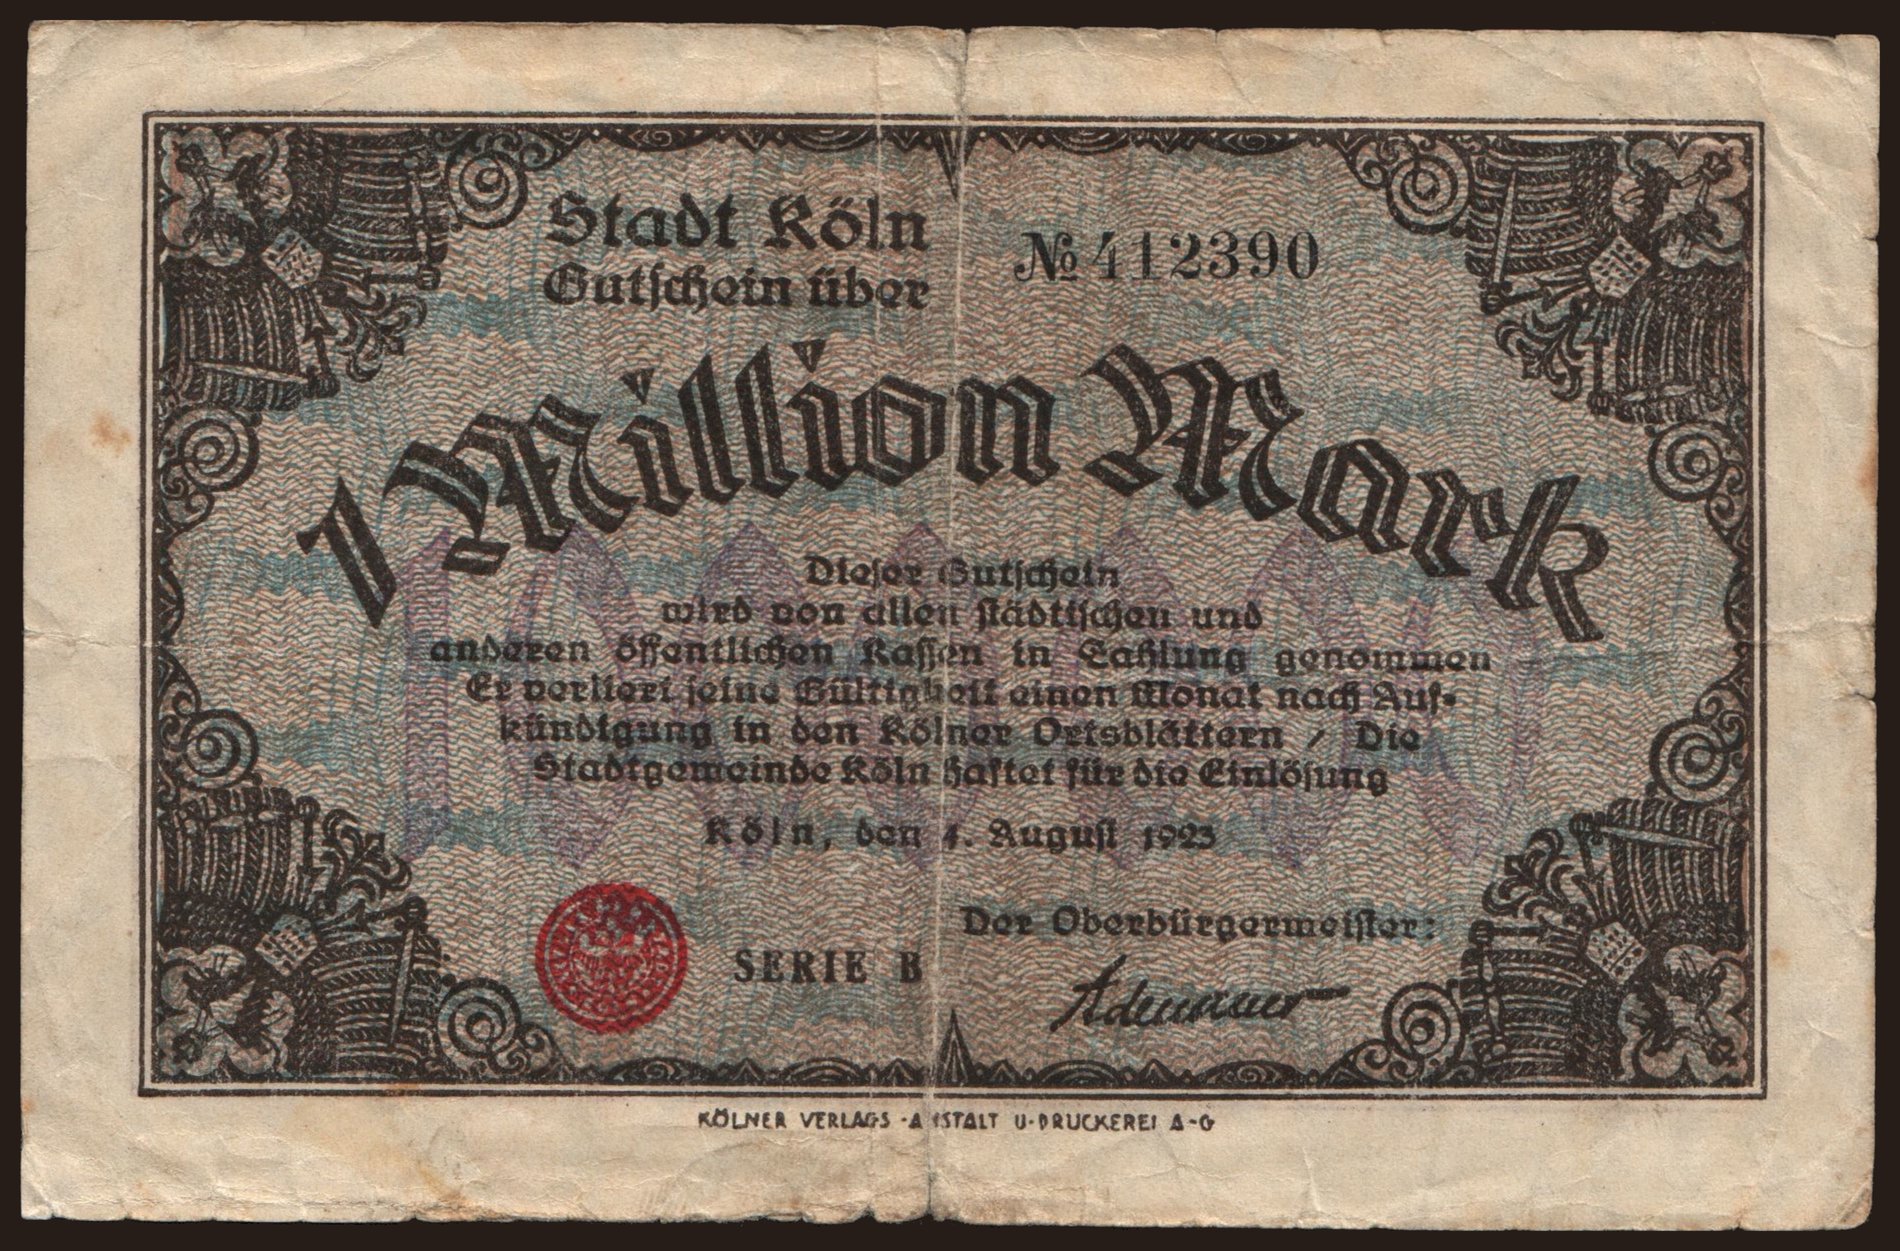 Stadt Köln
Gutschein über
№ 412390
1 Million Mark
Dieser Gutschein
wird von allen städtischen und
anderen öffentlichen Kassen in Zahlung genommen
Er verliert seine Gültigkeit einen Monat nach Auf-
kündigung in den Kölner Ortsblättern / Die
Stadtgemeinde Köln haftet für die Einlösung
Köln, den 4. August 1923
Der Oberbürgermeister:
SERIE B
Adenauer
KÖLNER VERLAGS-ANSTALT U-DRUCKEREI A-G